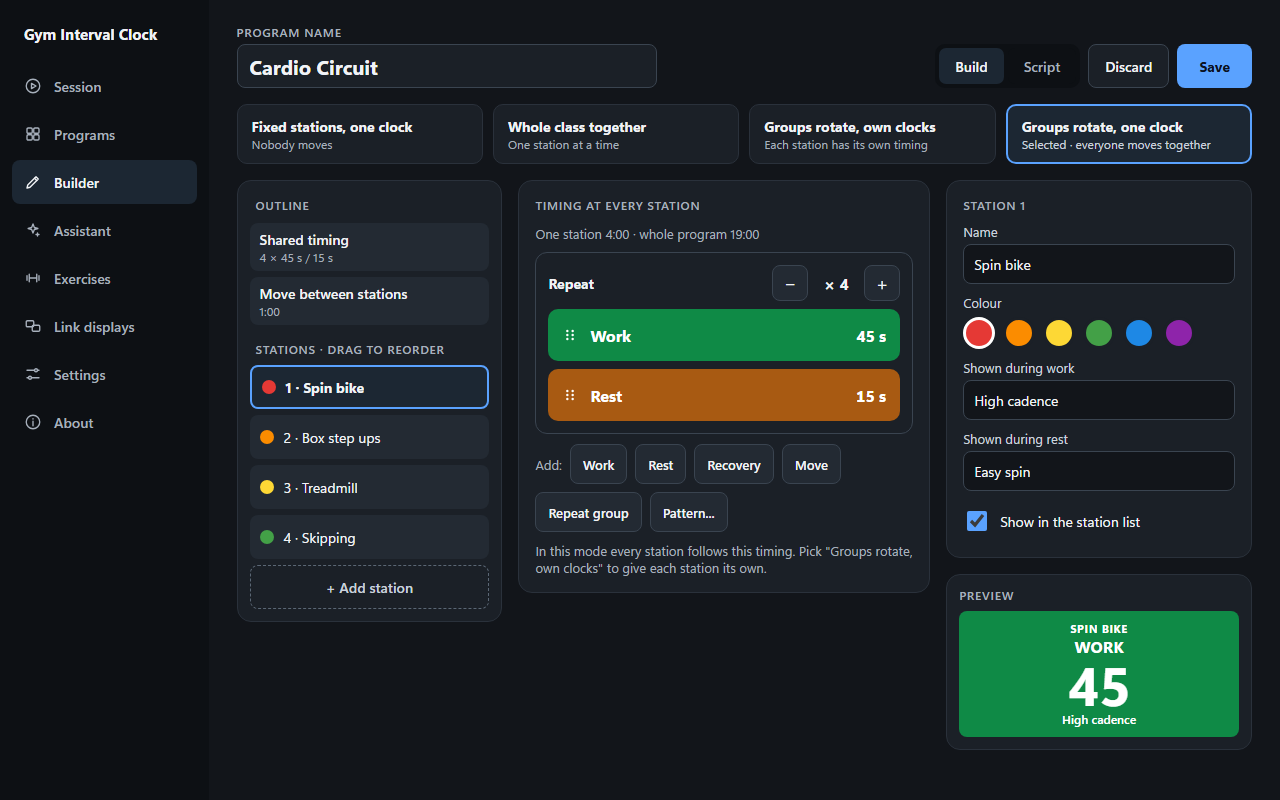 Gym Interval Clock
Session
Programs
Builder
Assistant
Exercises
Link displays
Settings
About
PROGRAM NAME
Cardio Circuit
Build
Script
Discard
Save
Fixed stations, one clock
Nobody moves
Whole class together
One station at a time
Groups rotate, own clocks
Each station has its own timing
Groups rotate, one clock
Selected · everyone moves together
OUTLINE
Shared timing
4 × 45 s / 15 s
Move between stations
1:00
STATIONS · DRAG TO REORDER
1 · Spin bike
2 · Box step ups
3 · Treadmill
4 · Skipping
+ Add station
TIMING AT EVERY STATION
One station 4:00 · whole program 19:00
Repeat
− × 4 +
Work 45 s
Rest 15 s
Add: Work Rest Recovery Move
Repeat group Pattern...
In this mode every station follows this timing. Pick "Groups rotate,
own clocks" to give each station its own.
STATION 1
Name
Spin bike
Colour
Shown during work
High cadence
Shown during rest
Easy spin
Show in the station list
PREVIEW
SPIN BIKE
WORK
45
High cadence